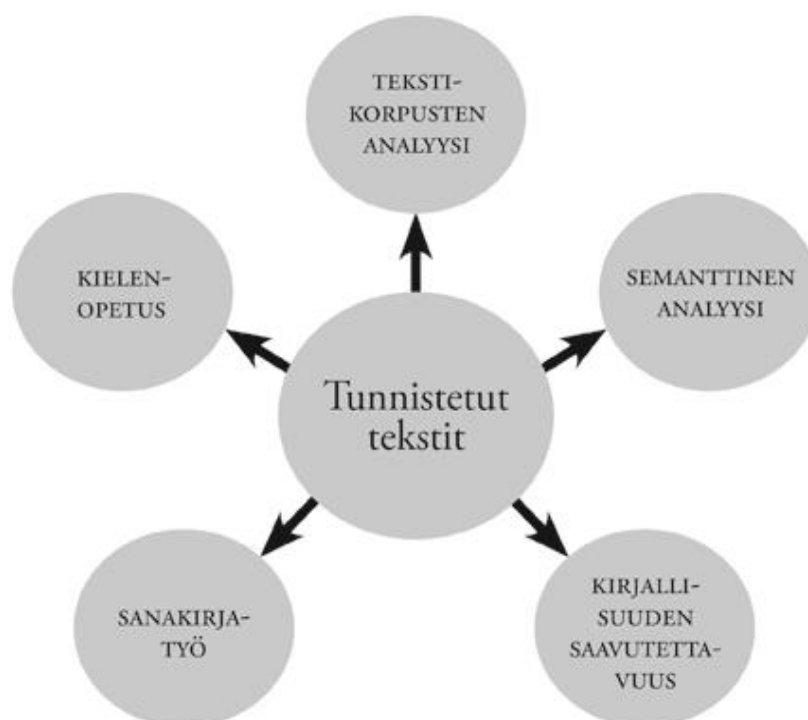 TEKSTI-
KORPUSTEN
ANALYYSI
KIELEN-
OPETUS
SEMANTTINEN
ANALYYSI
Tunnistetut
tekstit
SANAKIRJA-
TYÖ
KIRJALLI-
SUUDEN
SAAVUTETTA-
VUUS